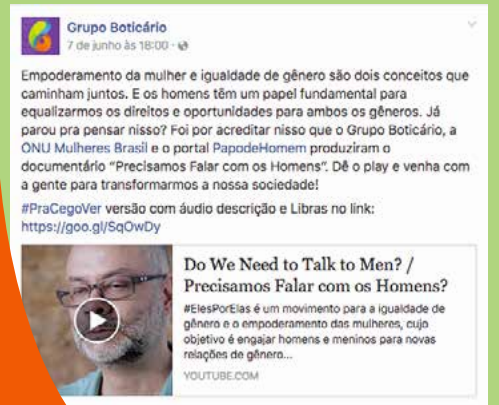 Grupo Boticário
7 de junho às 18:00 ·
Empoderamento da mulher e igualdade de gênero são dois conceitos que
caminham juntos. E os homens têm um papel fundamental para
equalizarmos os direitos e oportunidades para ambos os gêneros. Já
parou pra pensar nisso? Foi por acreditar nisso que o Grupo Boticário, a
ONU Mulheres Brasil e o portal PapodeHomem produziram o
documentário "Precisamos Falar com os Homens". Dê o play e venha com
a gente para transformarmos a nossa sociedade!
#PraCegoVer versão com áudio descrição e Libras no link:
https://goo.gl/SqOwDy
Do We Need to Talk to Men? /
Precisamos Falar com os Homens?
#ElesPorElas é um movimento para a igualdade de
gênero e o empoderamento das mulheres, cujo
objetivo é engajar homens e meninos para novas
relações de gênero...
YOUTUBE.COM